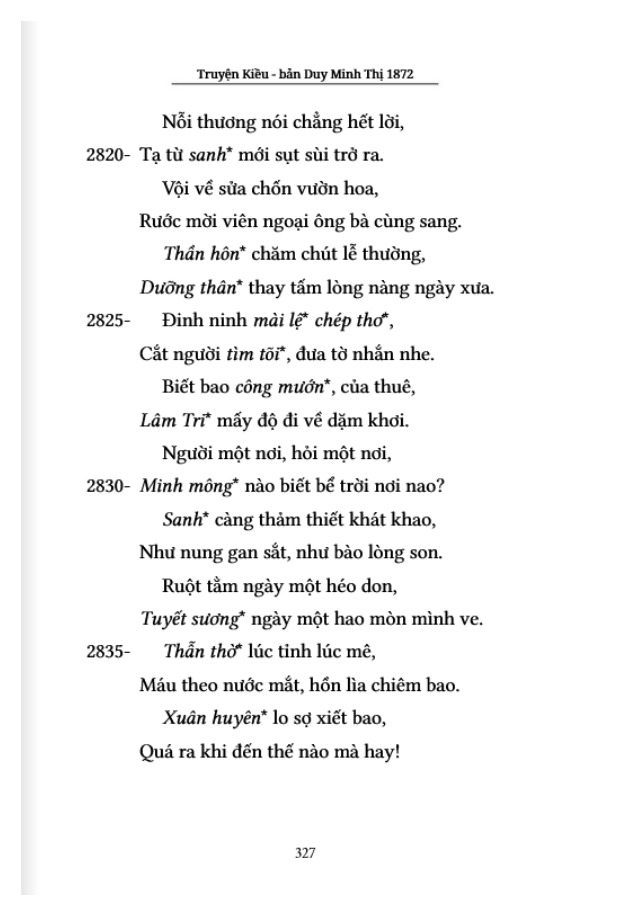 Truyện Kiều - bản Duy Minh Thị 1872
Nỗi thương nói chẳng hết lời,
2820- Tạ từ sanh* mới sụt sùi trở ra.
Vội về sửa chốn vườn hoa,
Rước mời viên ngoại ông bà cùng sang.
Thần hôn* chăm chút lễ thường,
Dưỡng thân* thay tấm lòng nàng ngày xưa.
2825- Đinh ninh mài lệ* chép thơ*,
Cắt người tìm tõi*, đưa tờ nhắn nhe.
Biết bao công mướn*, của thuê,
Lâm Tri* mấy độ đi về dặm khơi.
Người một nơi, hỏi một nơi,
2830- Minh mông* nào biết bể trời nơi nao?
Sanh* càng thảm thiết khát khao,
Như nung gan sắt, như bào lòng son.
Ruột tằm ngày một héo don,
Tuyết sương* ngày một hao mòn mình ve.
2835- Thẫn thờ* lúc tỉnh lúc mê,
Máu theo nước mắt, hồn lìa chiêm bao.
Xuân huyên* lo sợ xiết bao,
Quá ra khi đến thế nào mà hay!
327